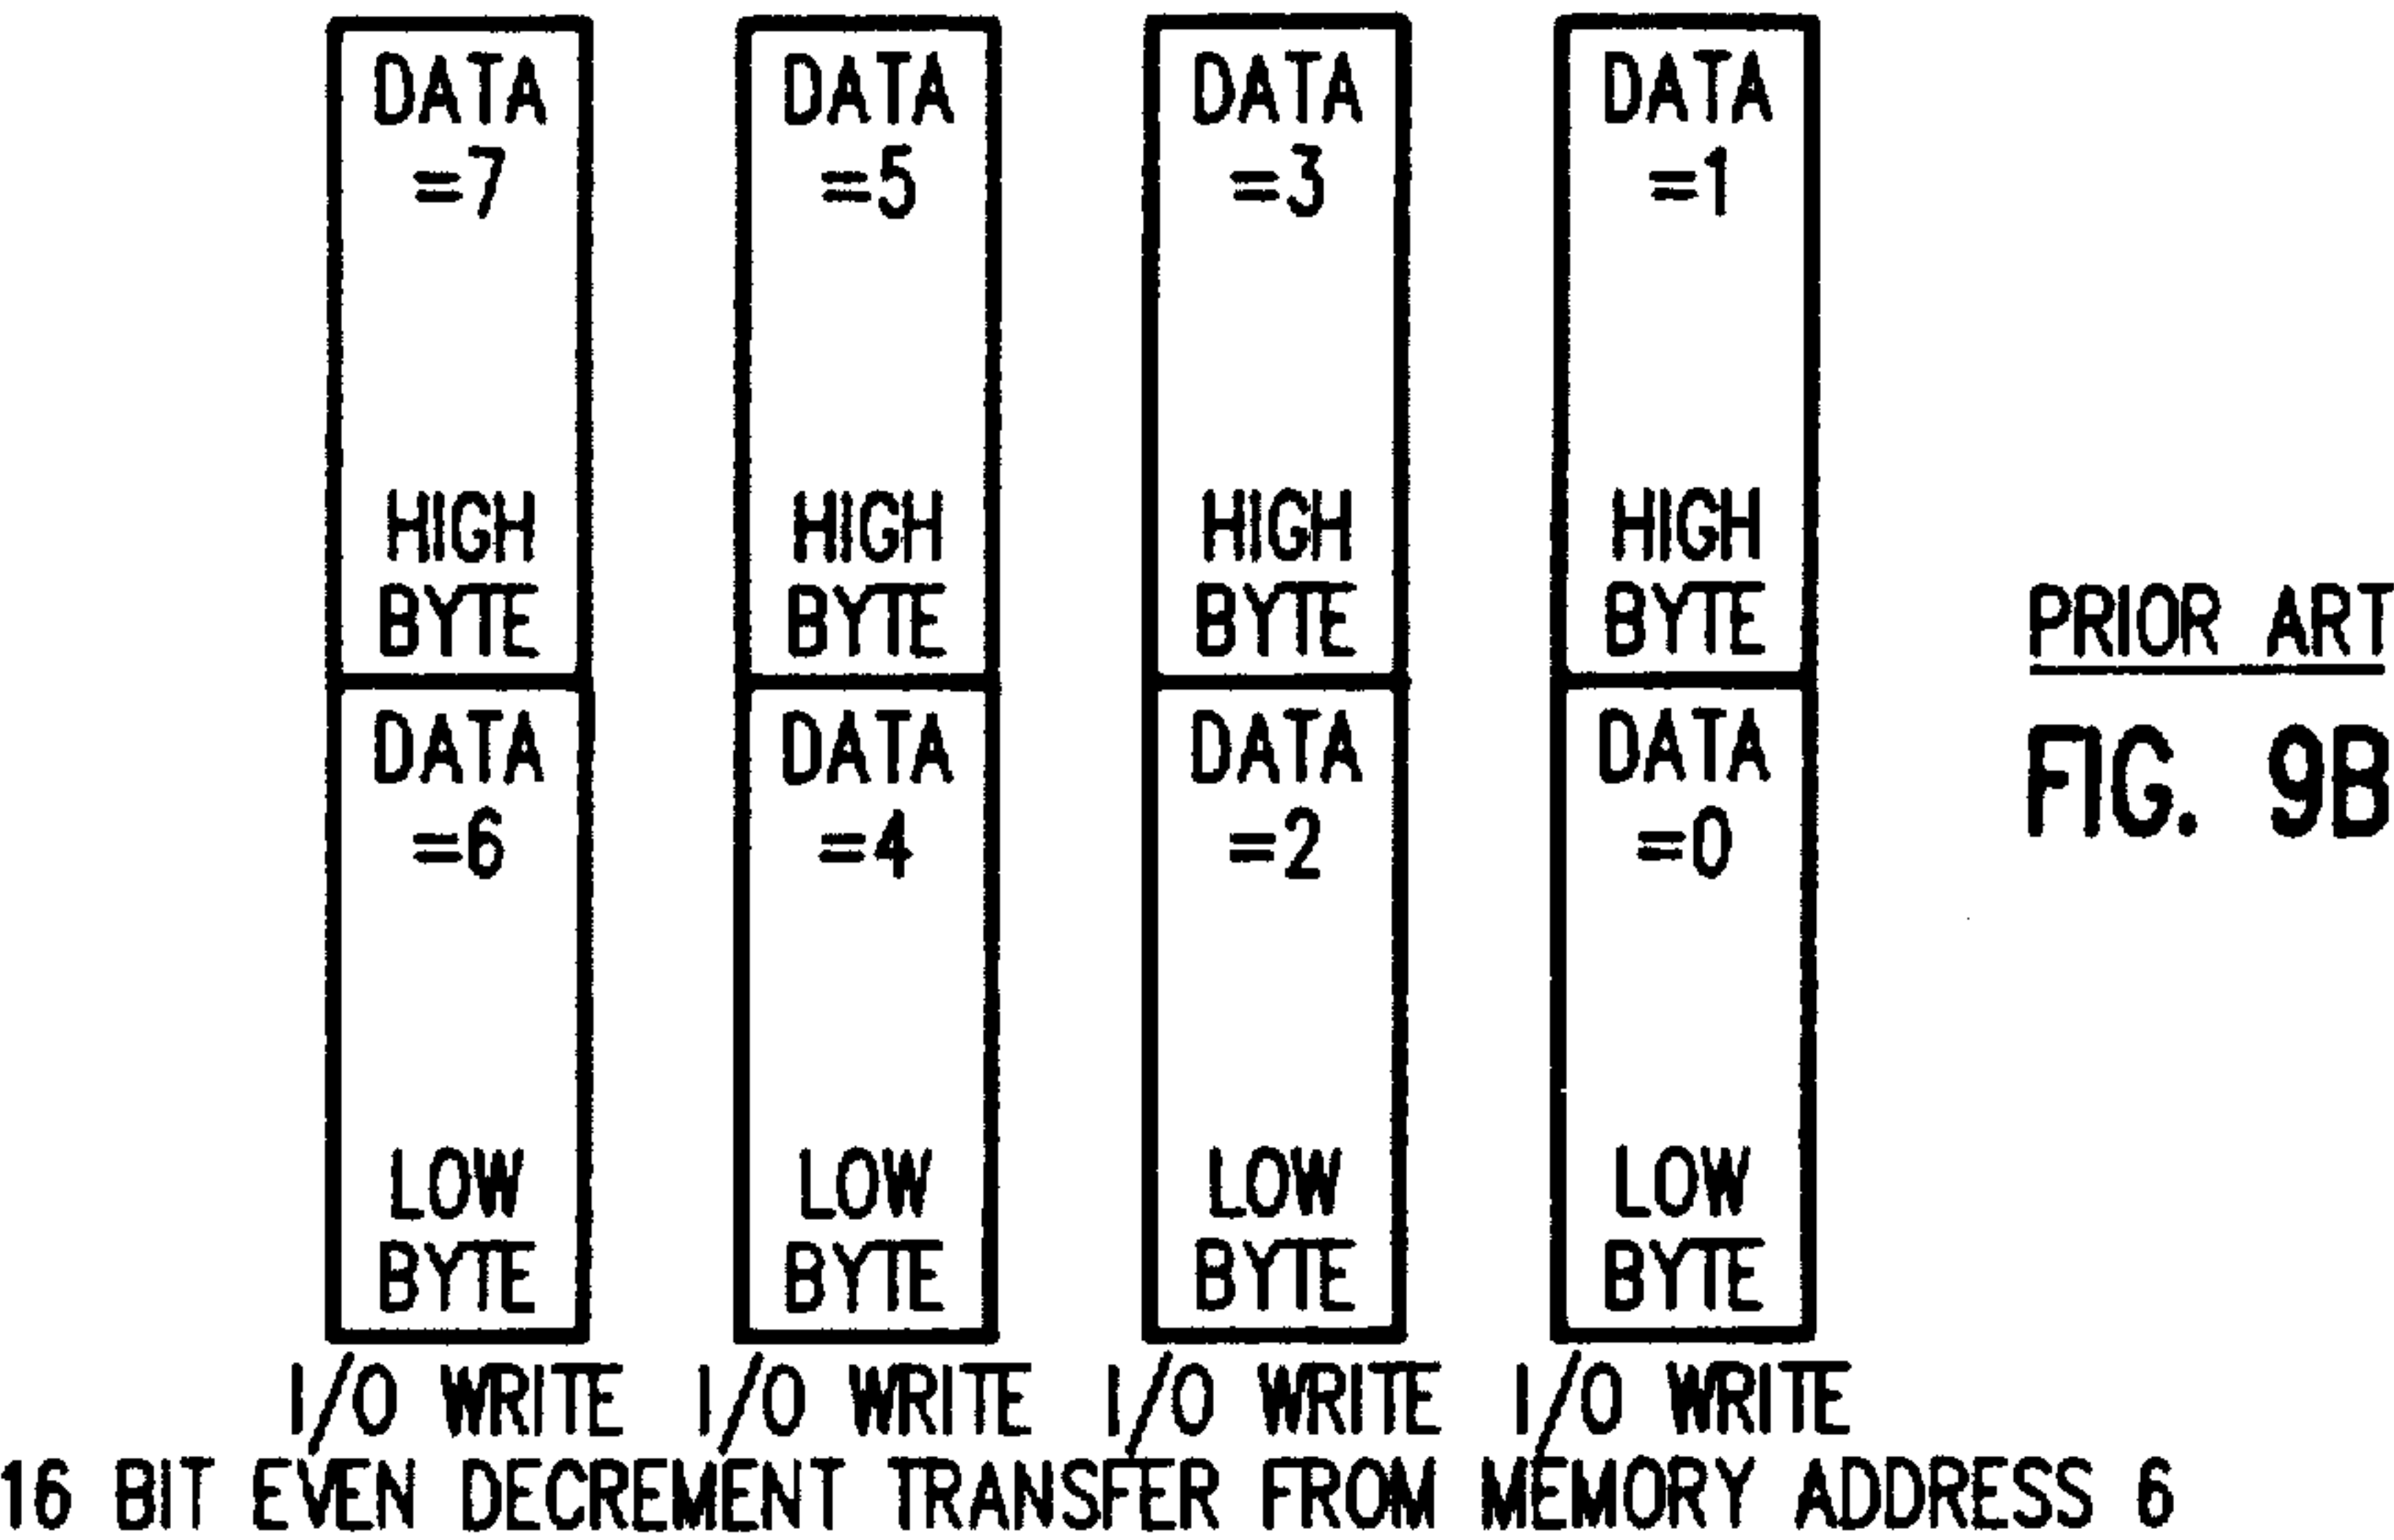 DATA
=7
HIGH
BYTE
DATA
=6
LOW
BYTE
I/O WRITE
DATA
=5
HIGH
BYTE
DATA
=4
LOW
BYTE
I/O WRITE
DATA
=3
HIGH
BYTE
DATA
=2
LOW
BYTE
I/O WRITE
DATA
=1
HIGH
BYTE
DATA
=0
LOW
BYTE
I/O WRITE
16 BIT EVEN DECREMENT TRANSFER FROM MEMORY ADDRESS 6
PRIOR ART
FIG. 9B